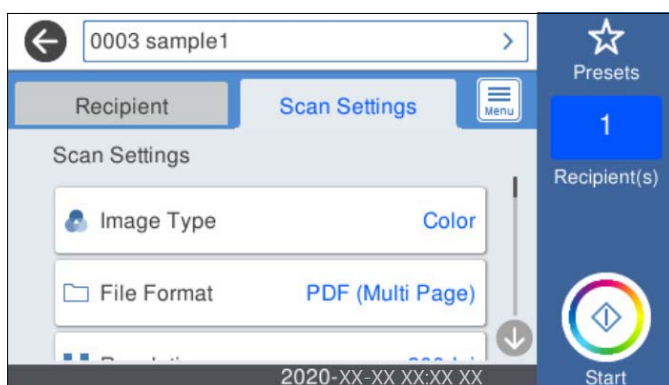 0003 sample1
Presets
Recipient
Scan Settings
Menu
1
Recipient(s)
Scan Settings
Image Type
Color
File Format
PDF (Multi Page)
2020-XX-XX XX:XX XX
Start